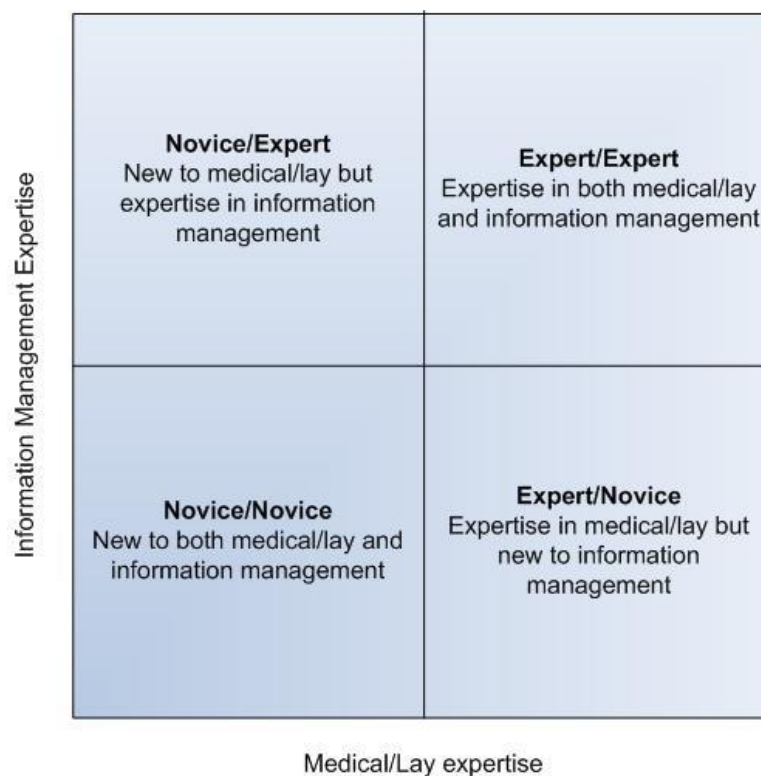 Information Management Expertise
Novice/Expert
New to medical/lay but
expertise in information
management
Expert/Expert
Expertise in both medical/lay
and information management
Novice/Novice
New to both medical/lay and
information management
Expert/Novice
Expertise in medical/lay but
new to information
management
Medical/Lay expertise